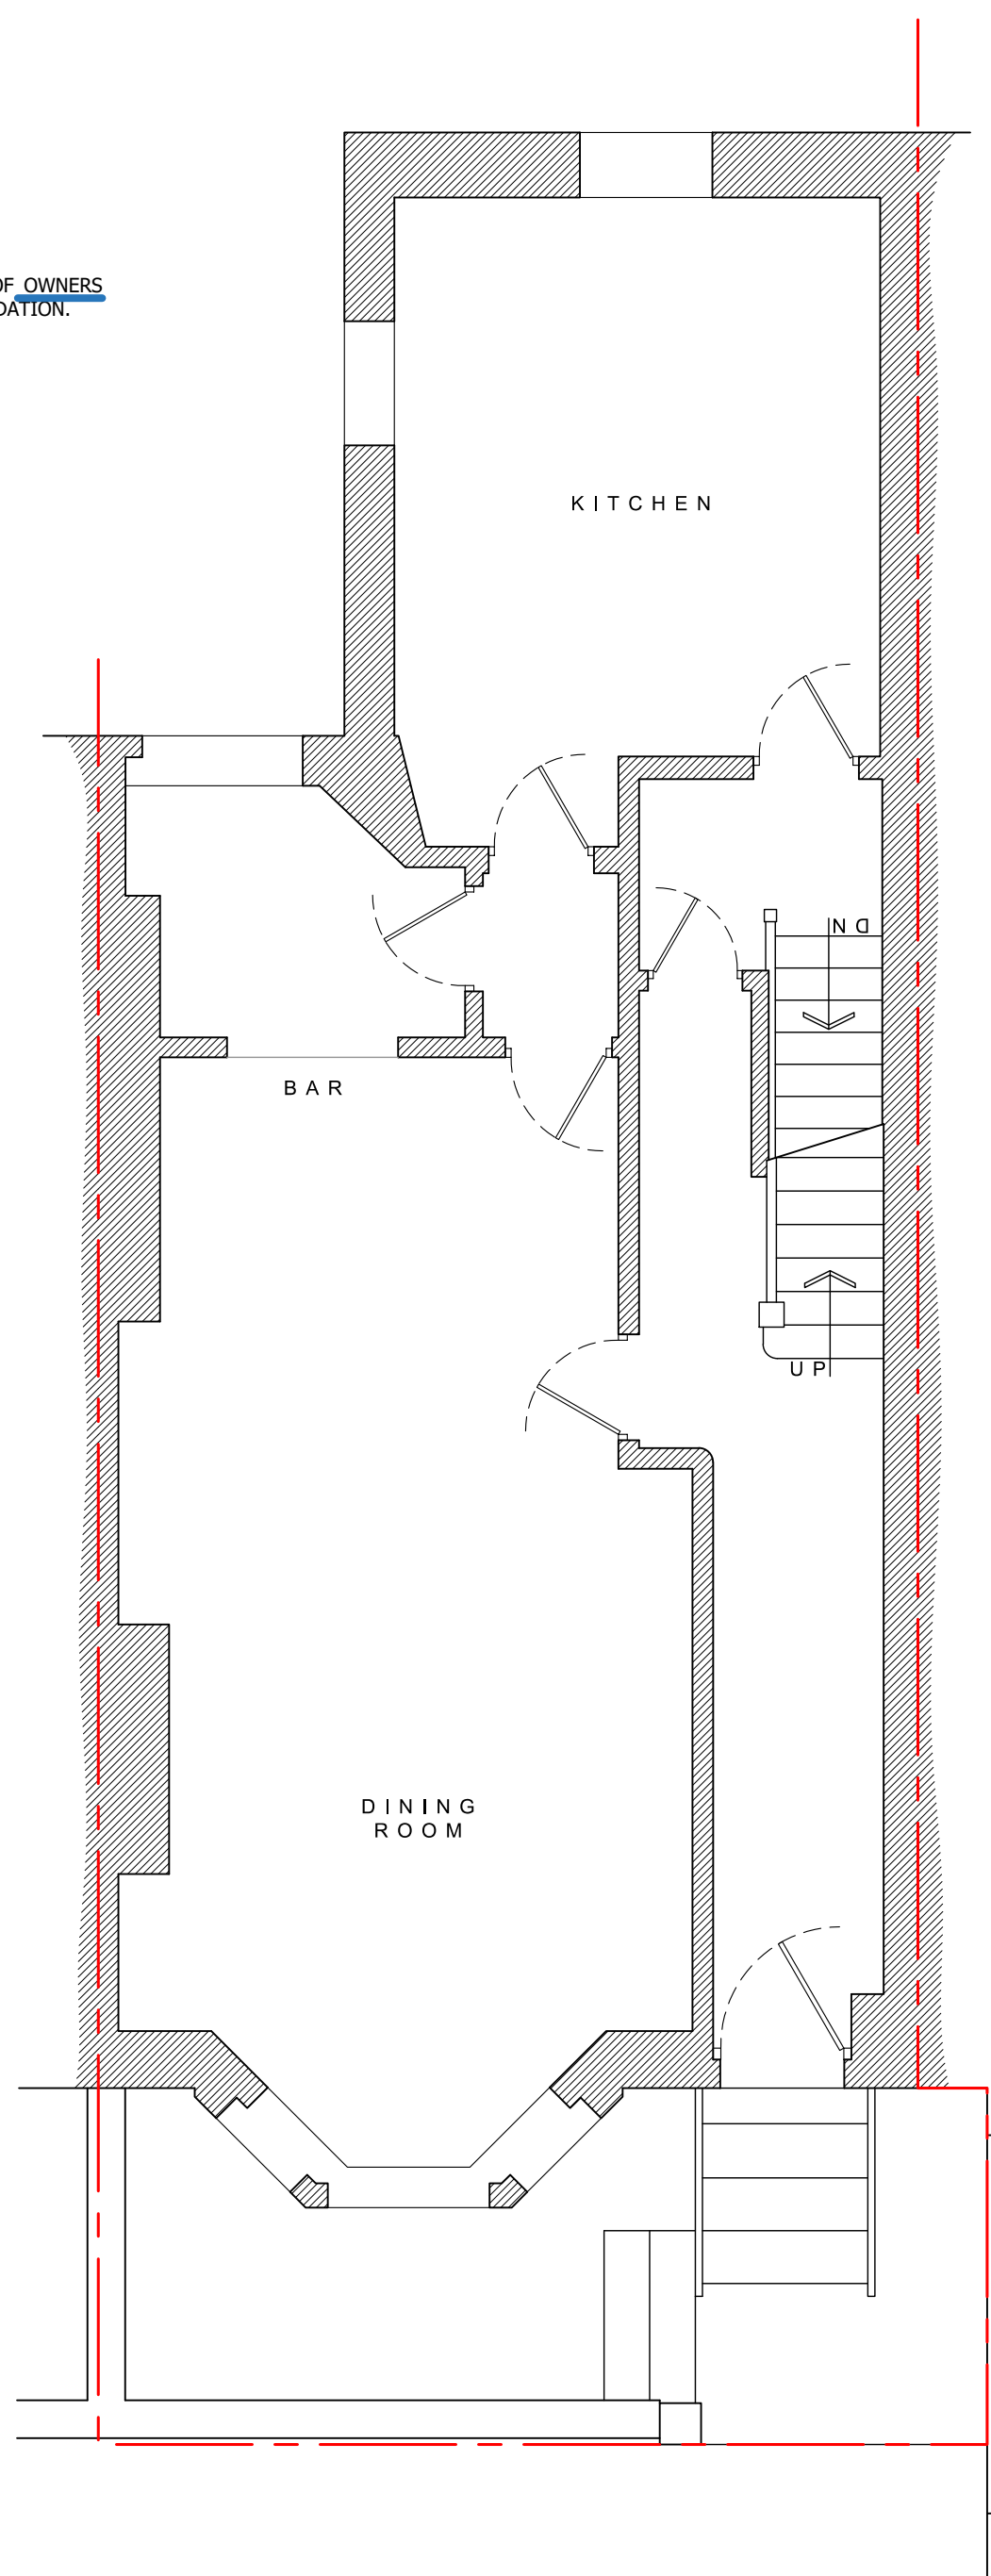 OF OWNERS
DATION.
KITCHEN
DN
BAR
UP
DINING
ROOM